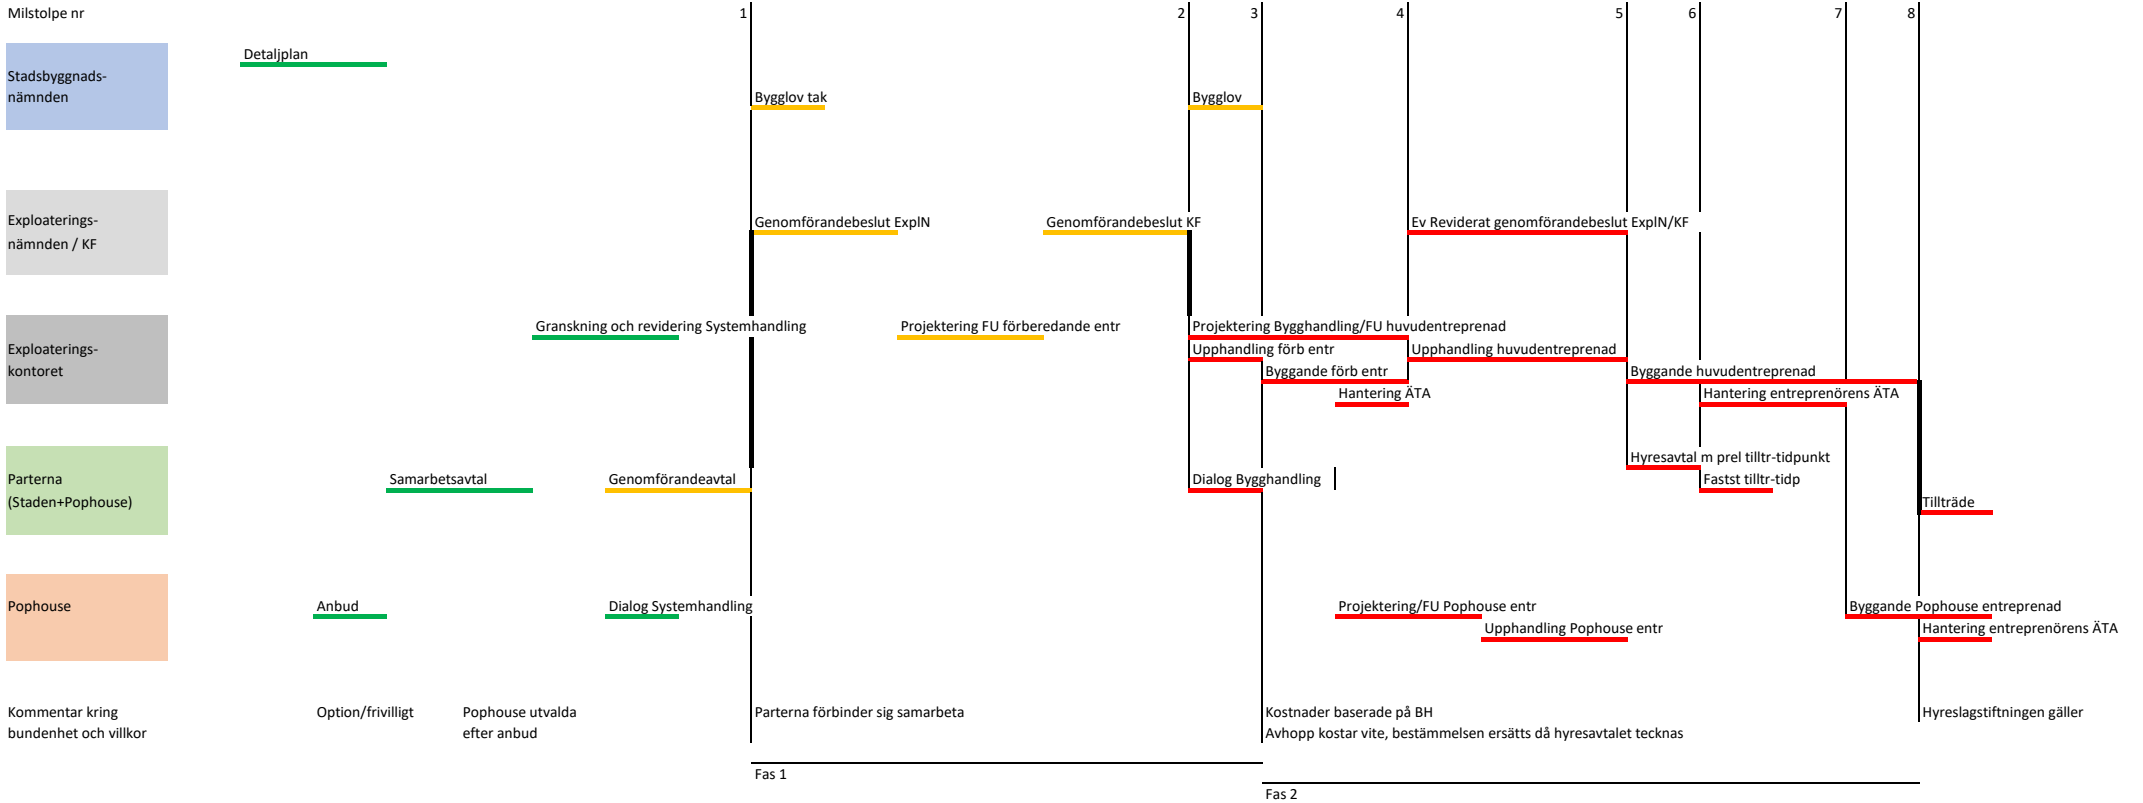 Milstolpe nr 1 2 3 4 5 6 7 8
Detaljplan
Stadsbyggnads-
nämnden
Bygglov tak Bygglov
Exploaterings-
nämnden / KF
Genomförandebeslut ExplN Genomförandebeslut KF Ev Reviderat genomförandebeslut ExplN/KF
Granskning och revidering Systemhandling Projektering FU förberedande entr Projektering Bygghandling/FU huvudentreprenad
Exploaterings-
kontoret
Upphandling förb entr Upphandling huvudentreprenad
Byggande förb entr Byggande huvudentreprenad
Hantering ÄTA Hantering entreprenörens ÄTA
Hyresavtal m prel tilltr-tidpunkt
Parterna
(Staden+Pophouse)
Samarbetsavtal Genomförandeavtal Dialog Bygghandling Fastst tilltr-tidp
Tillträde
Pophouse Anbud Dialog Systemhandling Projektering/FU Pophouse entr Byggande Pophouse entreprenad
Upphandling Pophouse entr Hantering entreprenörens ÄTA
Kommentar kring
bundenhet och villkor
Option/frivilligt
Pophouse utvalda
efter anbud
Parterna förbinder sig samarbeta
Kostnader baserade på BH
Avhopp kostar vite, bestämmelsen ersätts då hyresavtalet tecknas
Hyreslagstiftningen gäller
Fas 1
Fas 2